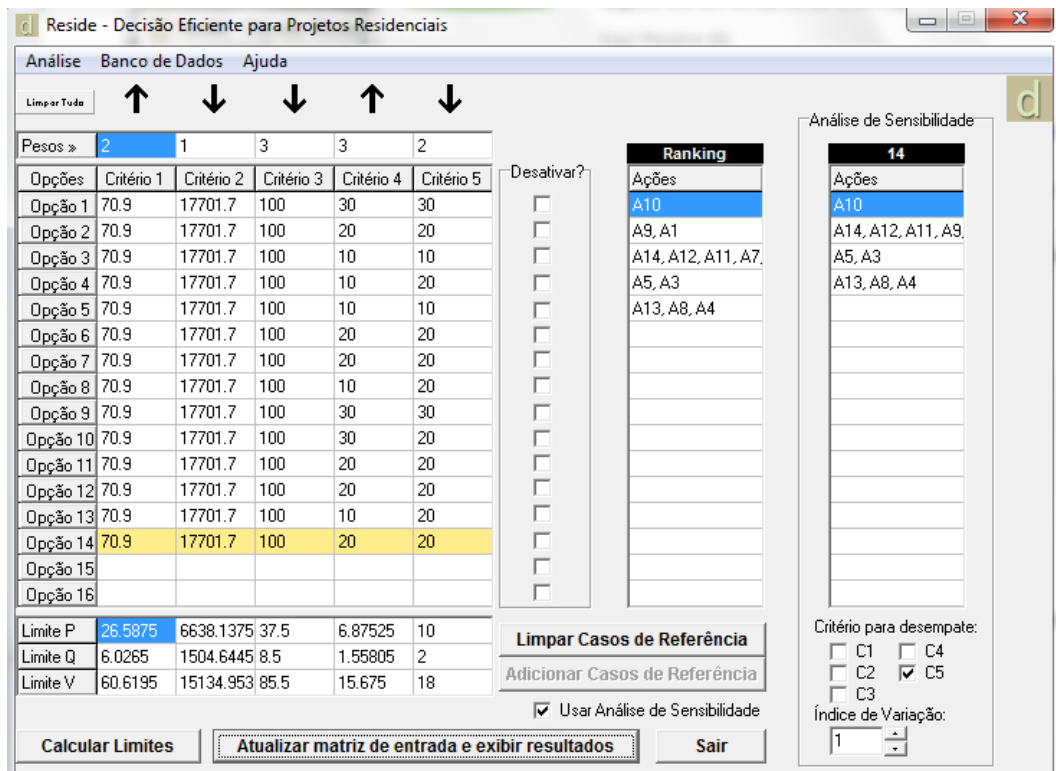 d Reside - Decisão Eficiente para Projetos Residenciais
Análise Banco de Dados Ajuda
Limpar Tudo
d
Pesos » 2 1 3 3 2
Opções Critério 1 Critério 2 Critério 3 Critério 4 Critério 5
Opção 1 70.9 17701.7 100 30 30
Opção 2 70.9 17701.7 100 20 20
Opção 3 70.9 17701.7 100 10 10
Opção 4 70.9 17701.7 100 10 20
Opção 5 70.9 17701.7 100 10 10
Opção 6 70.9 17701.7 100 20 20
Opção 7 70.9 17701.7 100 20 20
Opção 8 70.9 17701.7 100 10 20
Opção 9 70.9 17701.7 100 30 30
Opção 10 70.9 17701.7 100 30 20
Opção 11 70.9 17701.7 100 20 20
Opção 12 70.9 17701.7 100 20 20
Opção 13 70.9 17701.7 100 10 20
Opção 14 70.9 17701.7 100 20 20
Opção 15
Opção 16
Limite P 26.5875 6638.1375 37.5 6.87525 10
Limite Q 6.0265 1504.6445 8.5 1.55805 2
Limite V 60.6195 15134.953 85.5 15.675 18
Desativar?
Ranking
Ações
A10
A9, A1
A14, A12, A11, A7,
A5, A3
A13, A8, A4
Análise de Sensibilidade
14
Ações
A10
A14, A12, A11, A9,
A5, A3
A13, A8, A4
Limpar Casos de Referência
Adicionar Casos de Referência
Usar Análise de Sensibilidade
Critério para desempate:
C1 C4
C2 C5
C3
Índice de Variação:
1
Calcular Limites
Atualizar matriz de entrada e exibir resultados
Sair